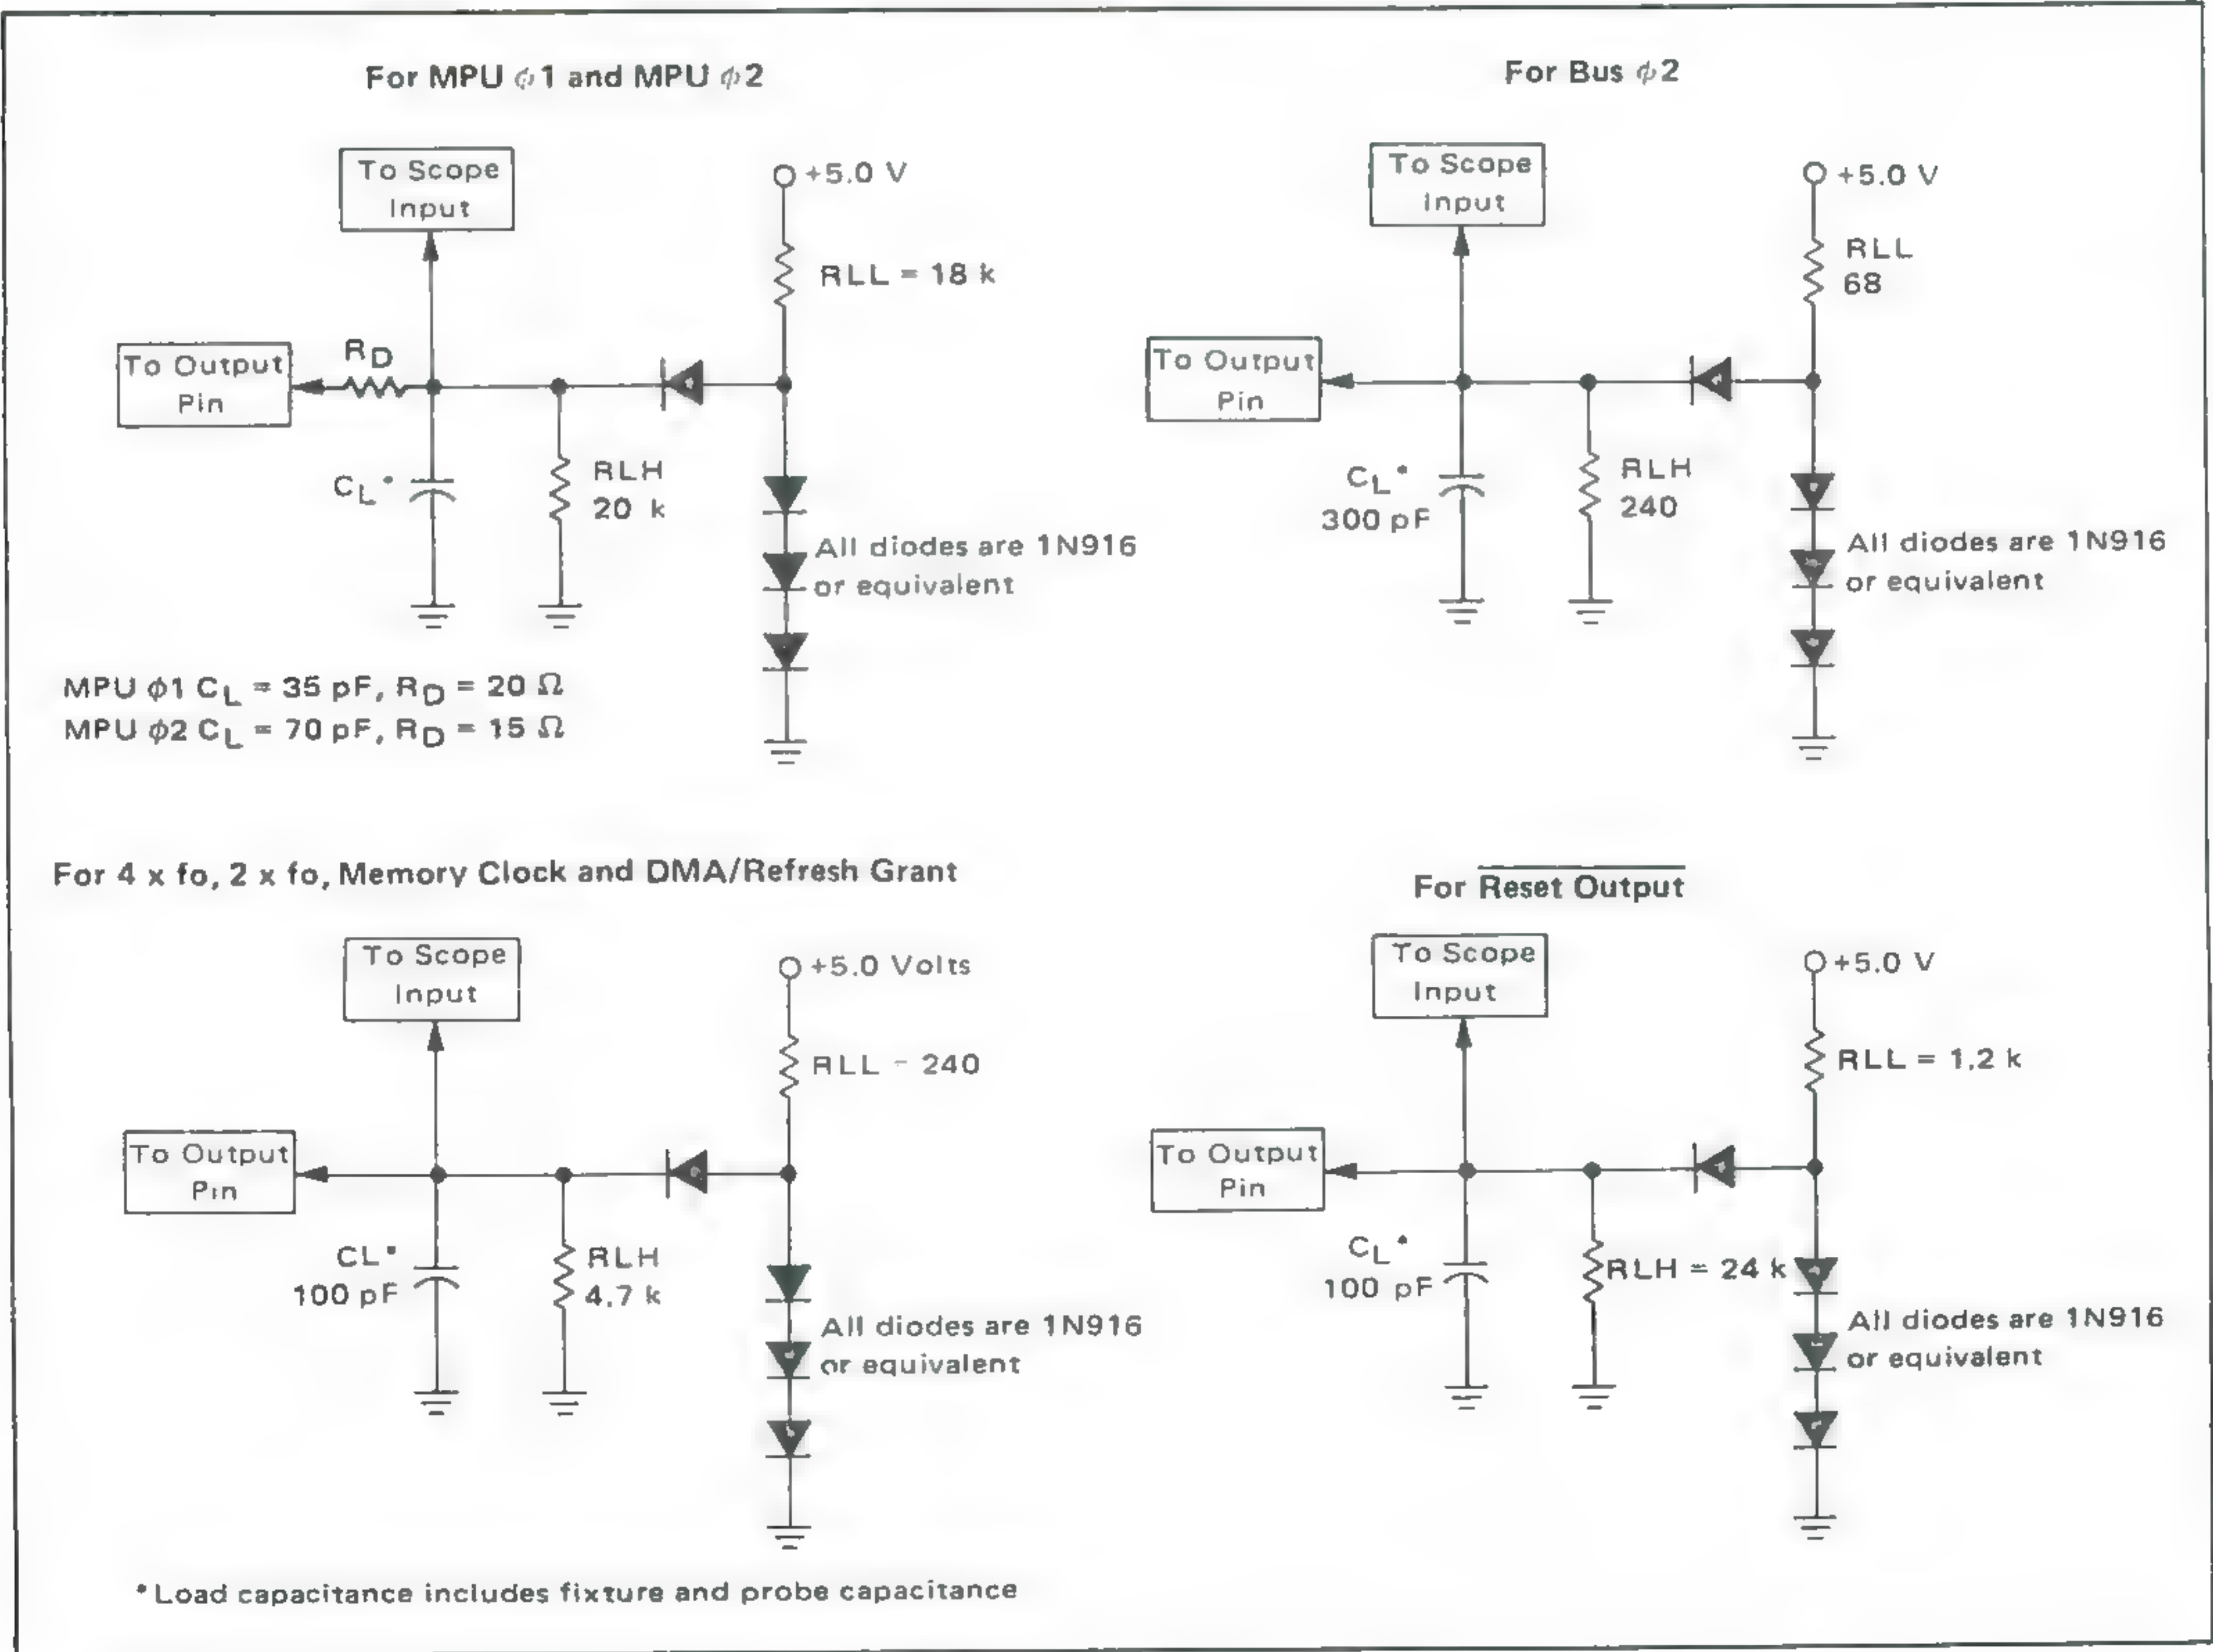 For MPU ϕ1 and MPU ϕ2
To Scope
Input
+5.0 V
RLL = 18 k
To Output
Pin
RD
CL*
RLH
20 k
All diodes are 1N916
or equivalent
MPU ϕ1 CL = 35 pF, RD = 20 Ω
MPU ϕ2 CL = 70 pF, RD = 15 Ω
For Bus ϕ2
To Scope
Input
+5.0 V
RLL
68
To Output
Pin
CL*
300 pF
RLH
240
All diodes are 1N916
or equivalent
For 4 x fo, 2 x fo, Memory Clock and DMA/Refresh Grant
To Scope
Input
+5.0 Volts
RLL - 240
To Output
Pin
CL*
100 pF
RLH
4.7 k
All diodes are 1N916
or equivalent
For Reset Output
To Scope
Input
+5.0 V
RLL = 1.2 k
To Output
Pin
CL*
100 pF
RLH = 24 k
All diodes are 1N916
or equivalent
*Load capacitance includes fixture and probe capacitance